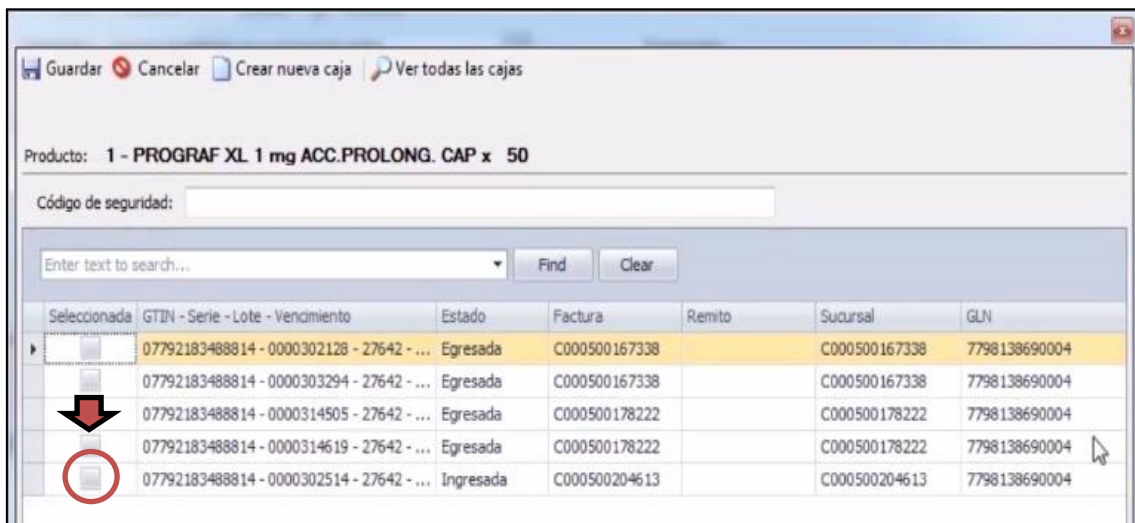 Guardar Cancelar Crear nueva caja Ver todas las cajas
Producto: 1 - PROGRAF XL 1 mg ACC.PROLONG. CAP x 50
Código de seguridad:
Enter text to search... Find Clear
Seleccionada GTIN - Serie - Lote - Vencimiento Estado Factura Remito Sucursal GLN
07792183488814 - 0000302128 - 27642 - ... Egresada C000500167338 C000500167338 7798138690004
07792183488814 - 0000303294 - 27642 - ... Egresada C000500167338 C000500167338 7798138690004
07792183488814 - 0000314505 - 27642 - ... Egresada C000500178222 C000500178222 7798138690004
07792183488814 - 0000314619 - 27642 - ... Egresada C000500178222 C000500178222 7798138690004
07792183488814 - 0000302514 - 27642 - ... Ingresada C000500204613 C000500204613 7798138690004